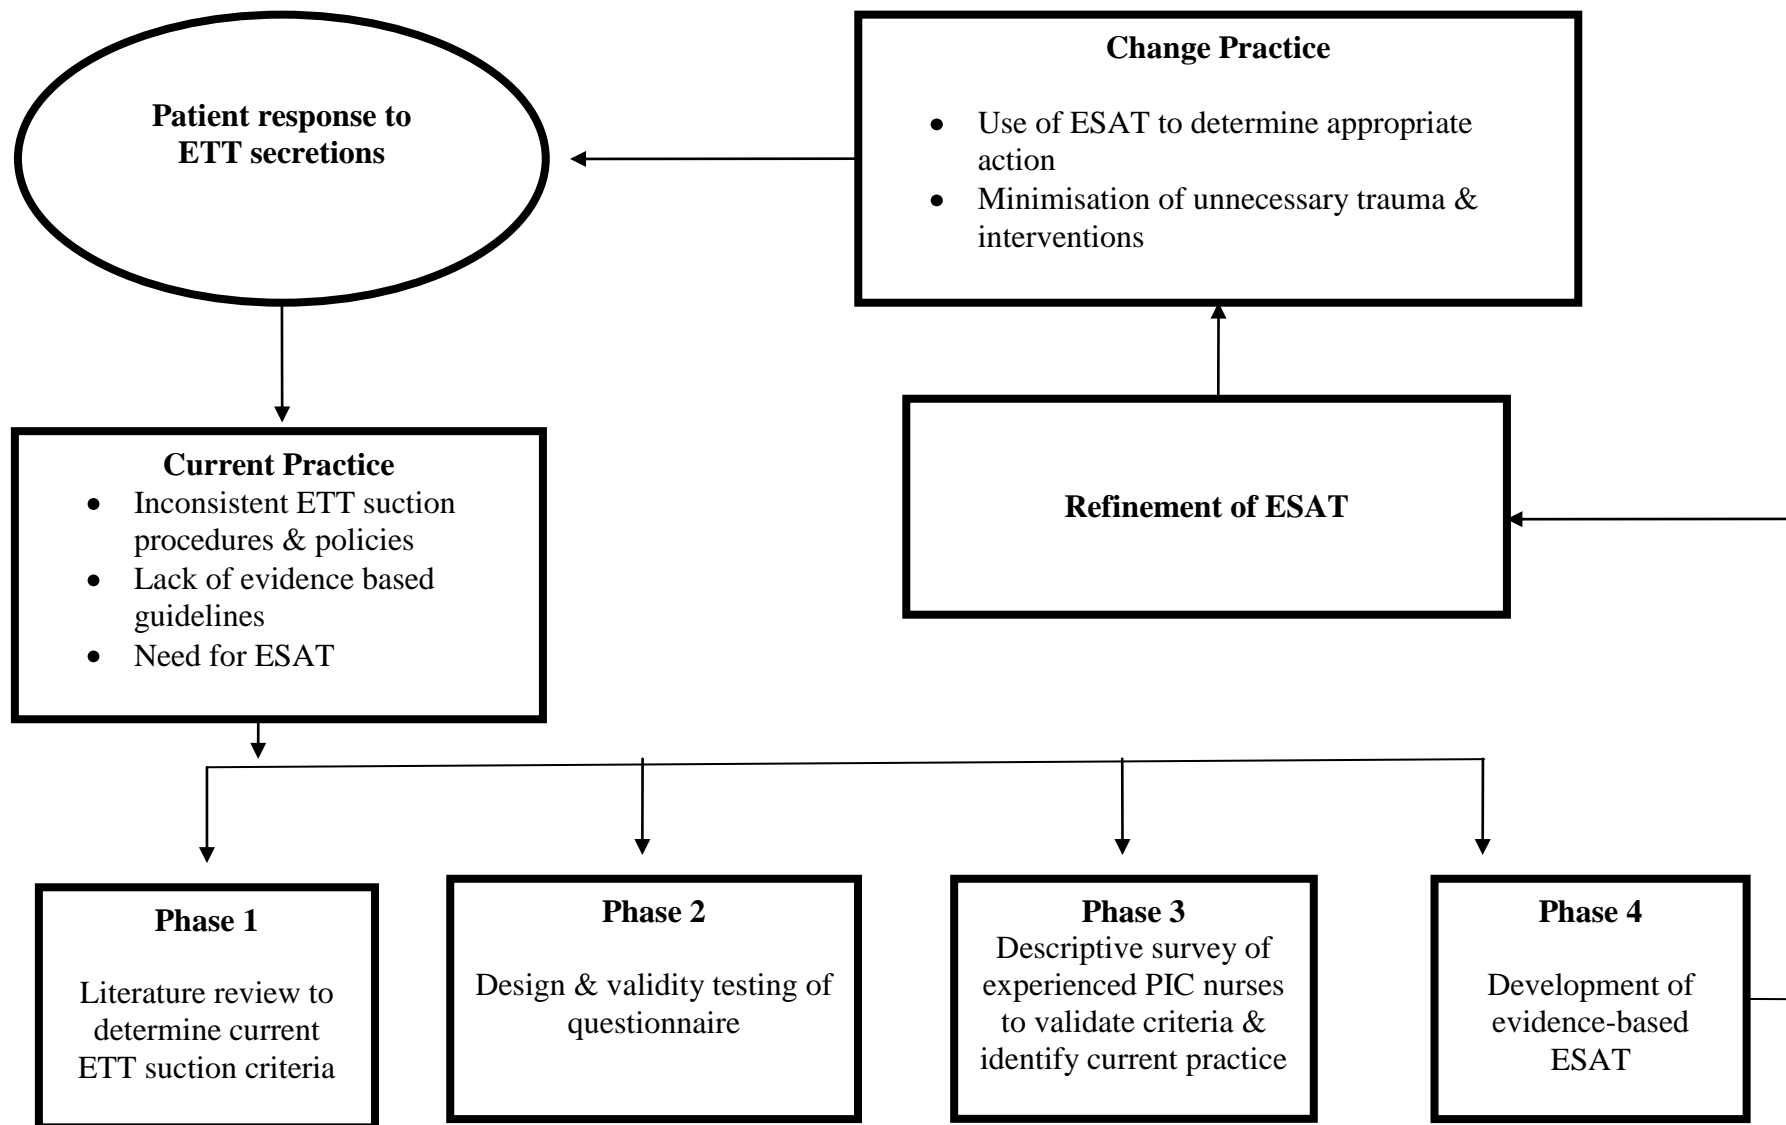 Patient response to
ETT secretions
Change Practice
• Use of ESAT to determine appropriate
action
• Minimisation of unnecessary trauma &
interventions
Current Practice
• Inconsistent ETT suction
procedures & policies
• Lack of evidence based
guidelines
• Need for ESAT
Refinement of ESAT
Phase 1
Literature review to
determine current
ETT suction criteria
Phase 2
Design & validity testing of
questionnaire
Phase 3
Descriptive survey of
experienced PIC nurses
to validate criteria &
identify current practice
Phase 4
Development of
evidence-based
ESAT